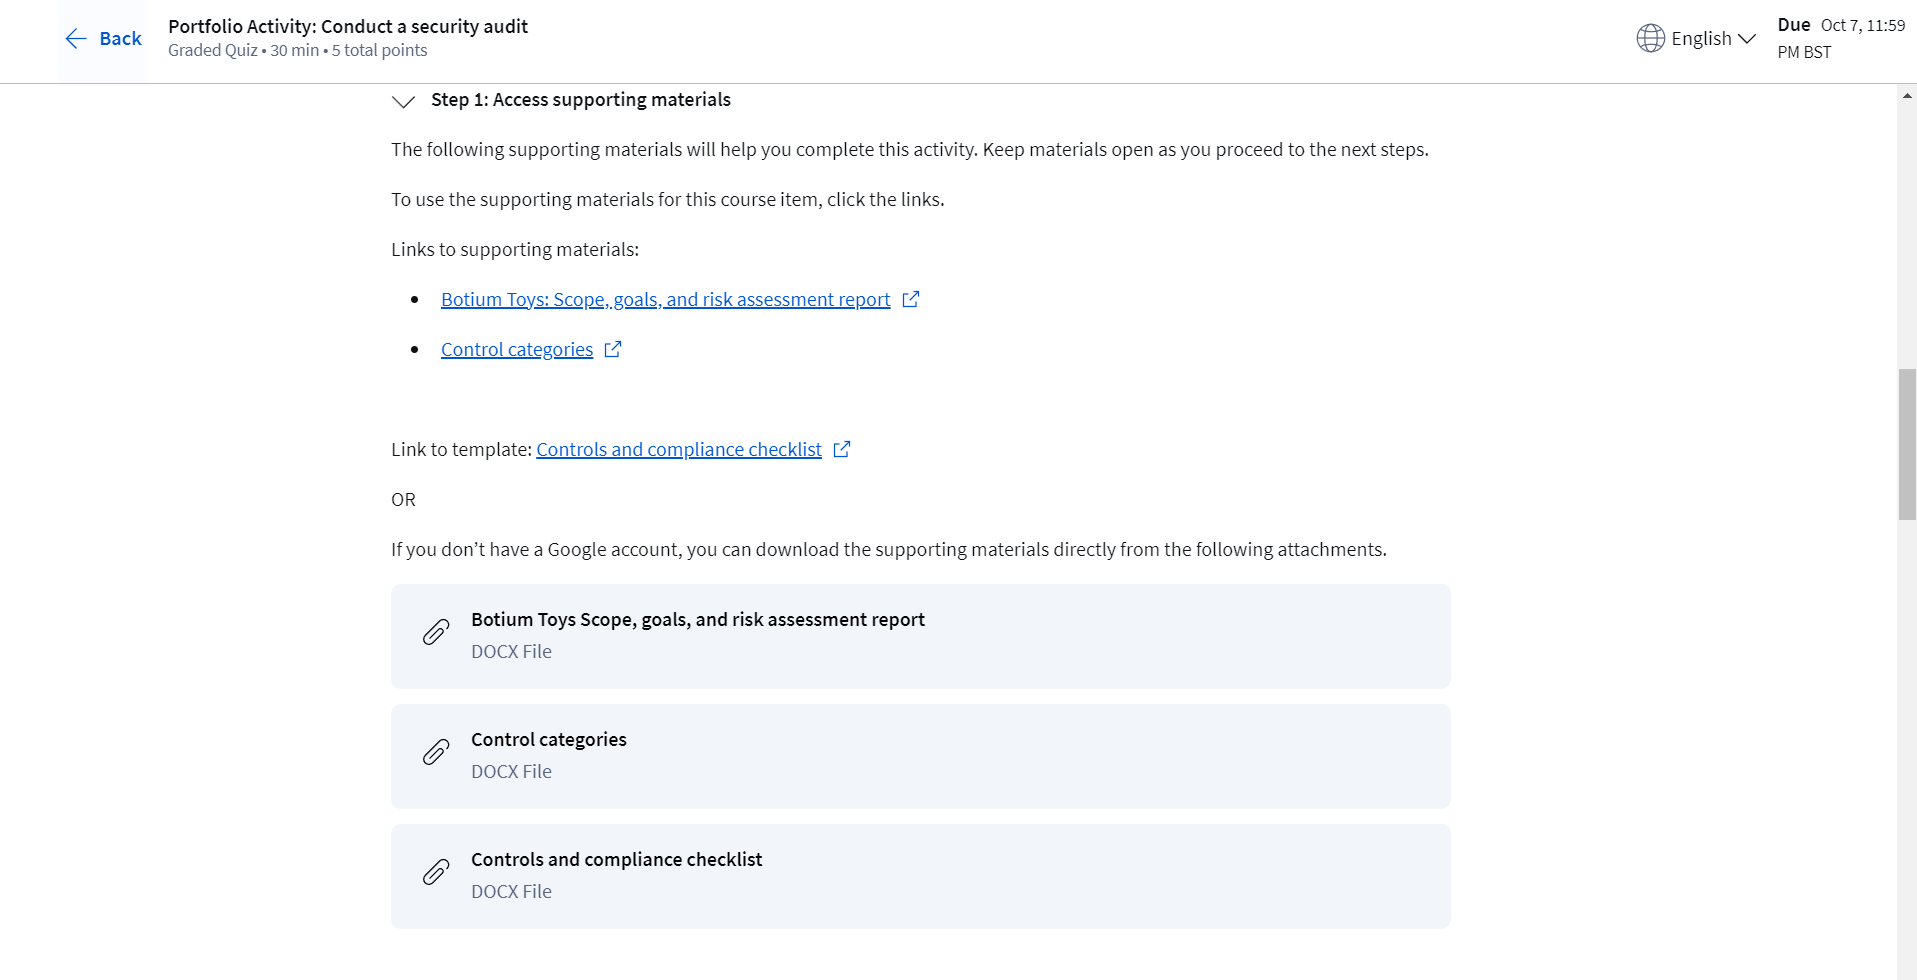 Back
Portfolio Activity: Conduct a security audit
Graded Quiz • 30 min • 5 total points
English
Due Oct 7, 11:59
PM BST
Step 1: Access supporting materials
The following supporting materials will help you complete this activity. Keep materials open as you proceed to the next steps.
To use the supporting materials for this course item, click the links.
Links to supporting materials:
• Botium Toys: Scope, goals, and risk assessment report
• Control categories
Link to template: Controls and compliance checklist
OR
If you don’t have a Google account, you can download the supporting materials directly from the following attachments.
Botium Toys Scope, goals, and risk assessment report
DOCX File
Control categories
DOCX File
Controls and compliance checklist
DOCX File